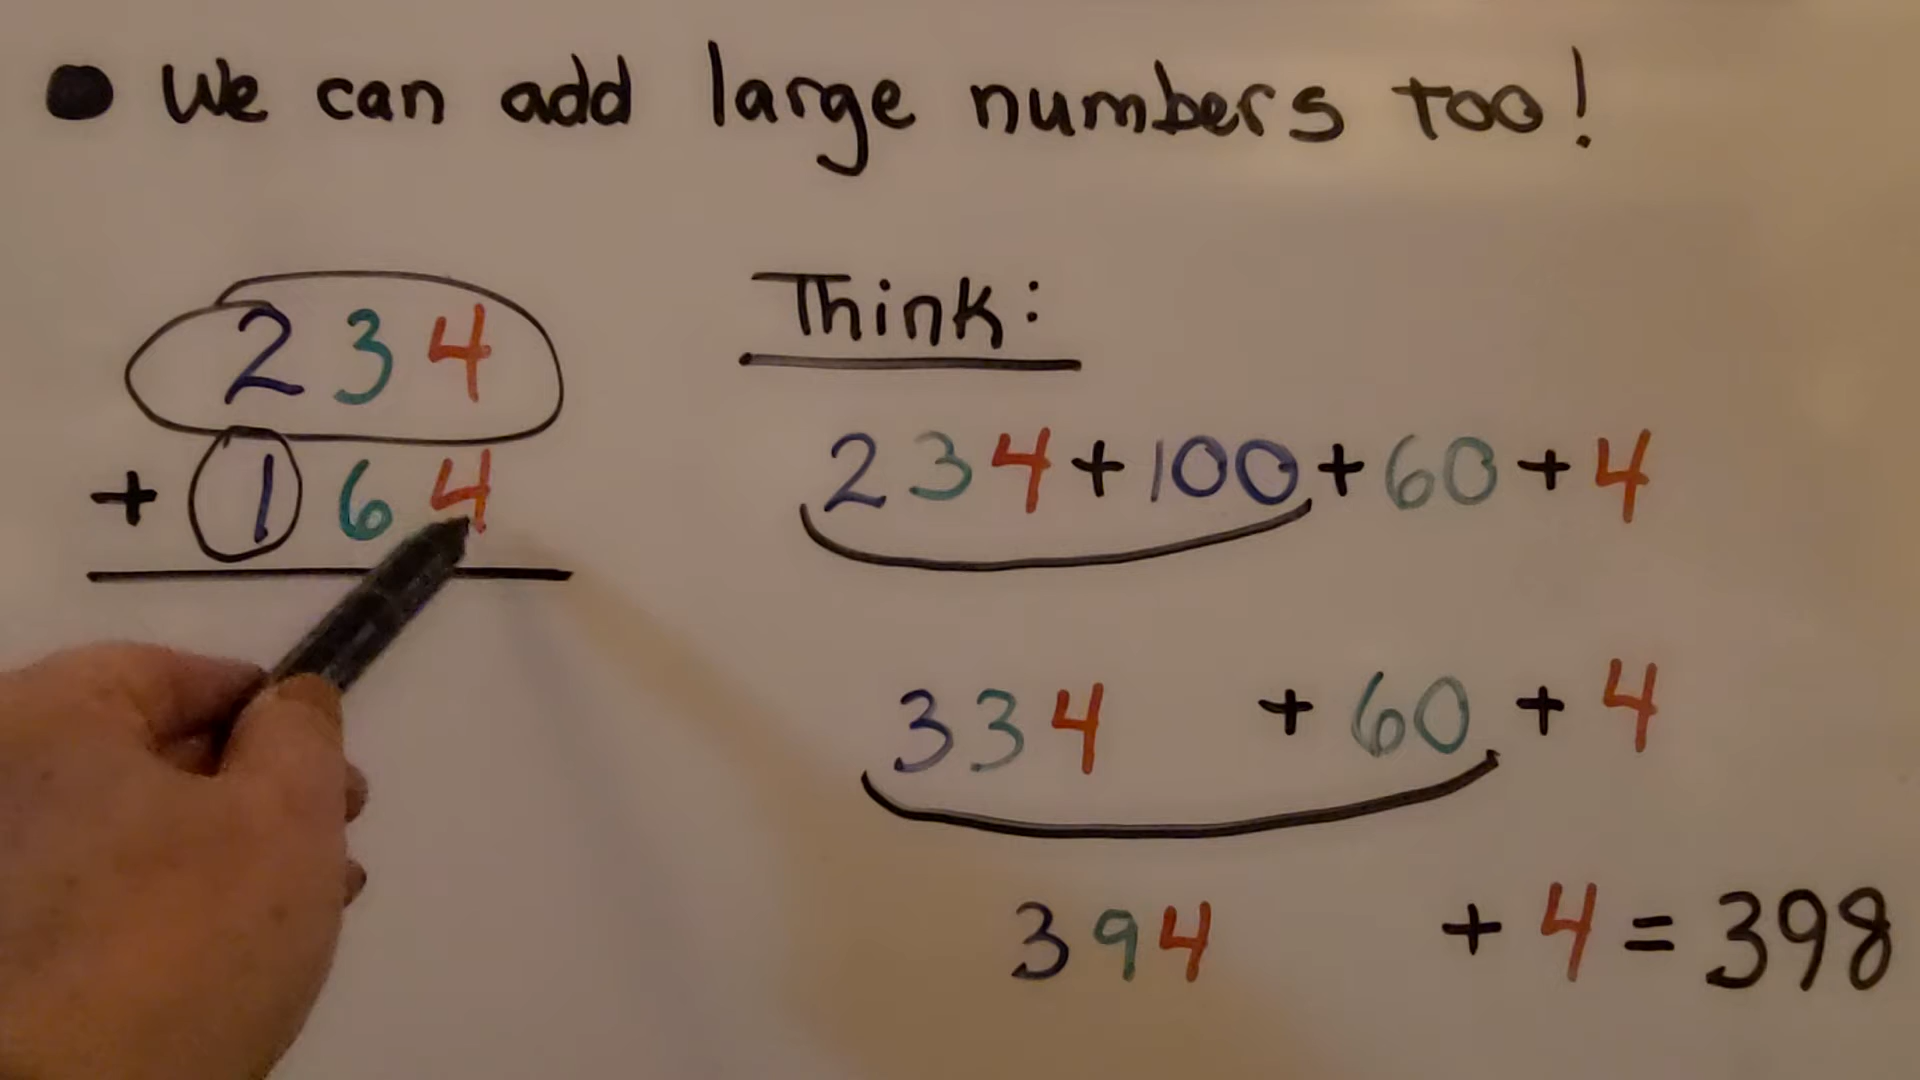 ● We can add large numbers too!
234
+ 164
Think:
234 + 100 + 60 + 4
334 + 60 + 4
394 + 4 = 398